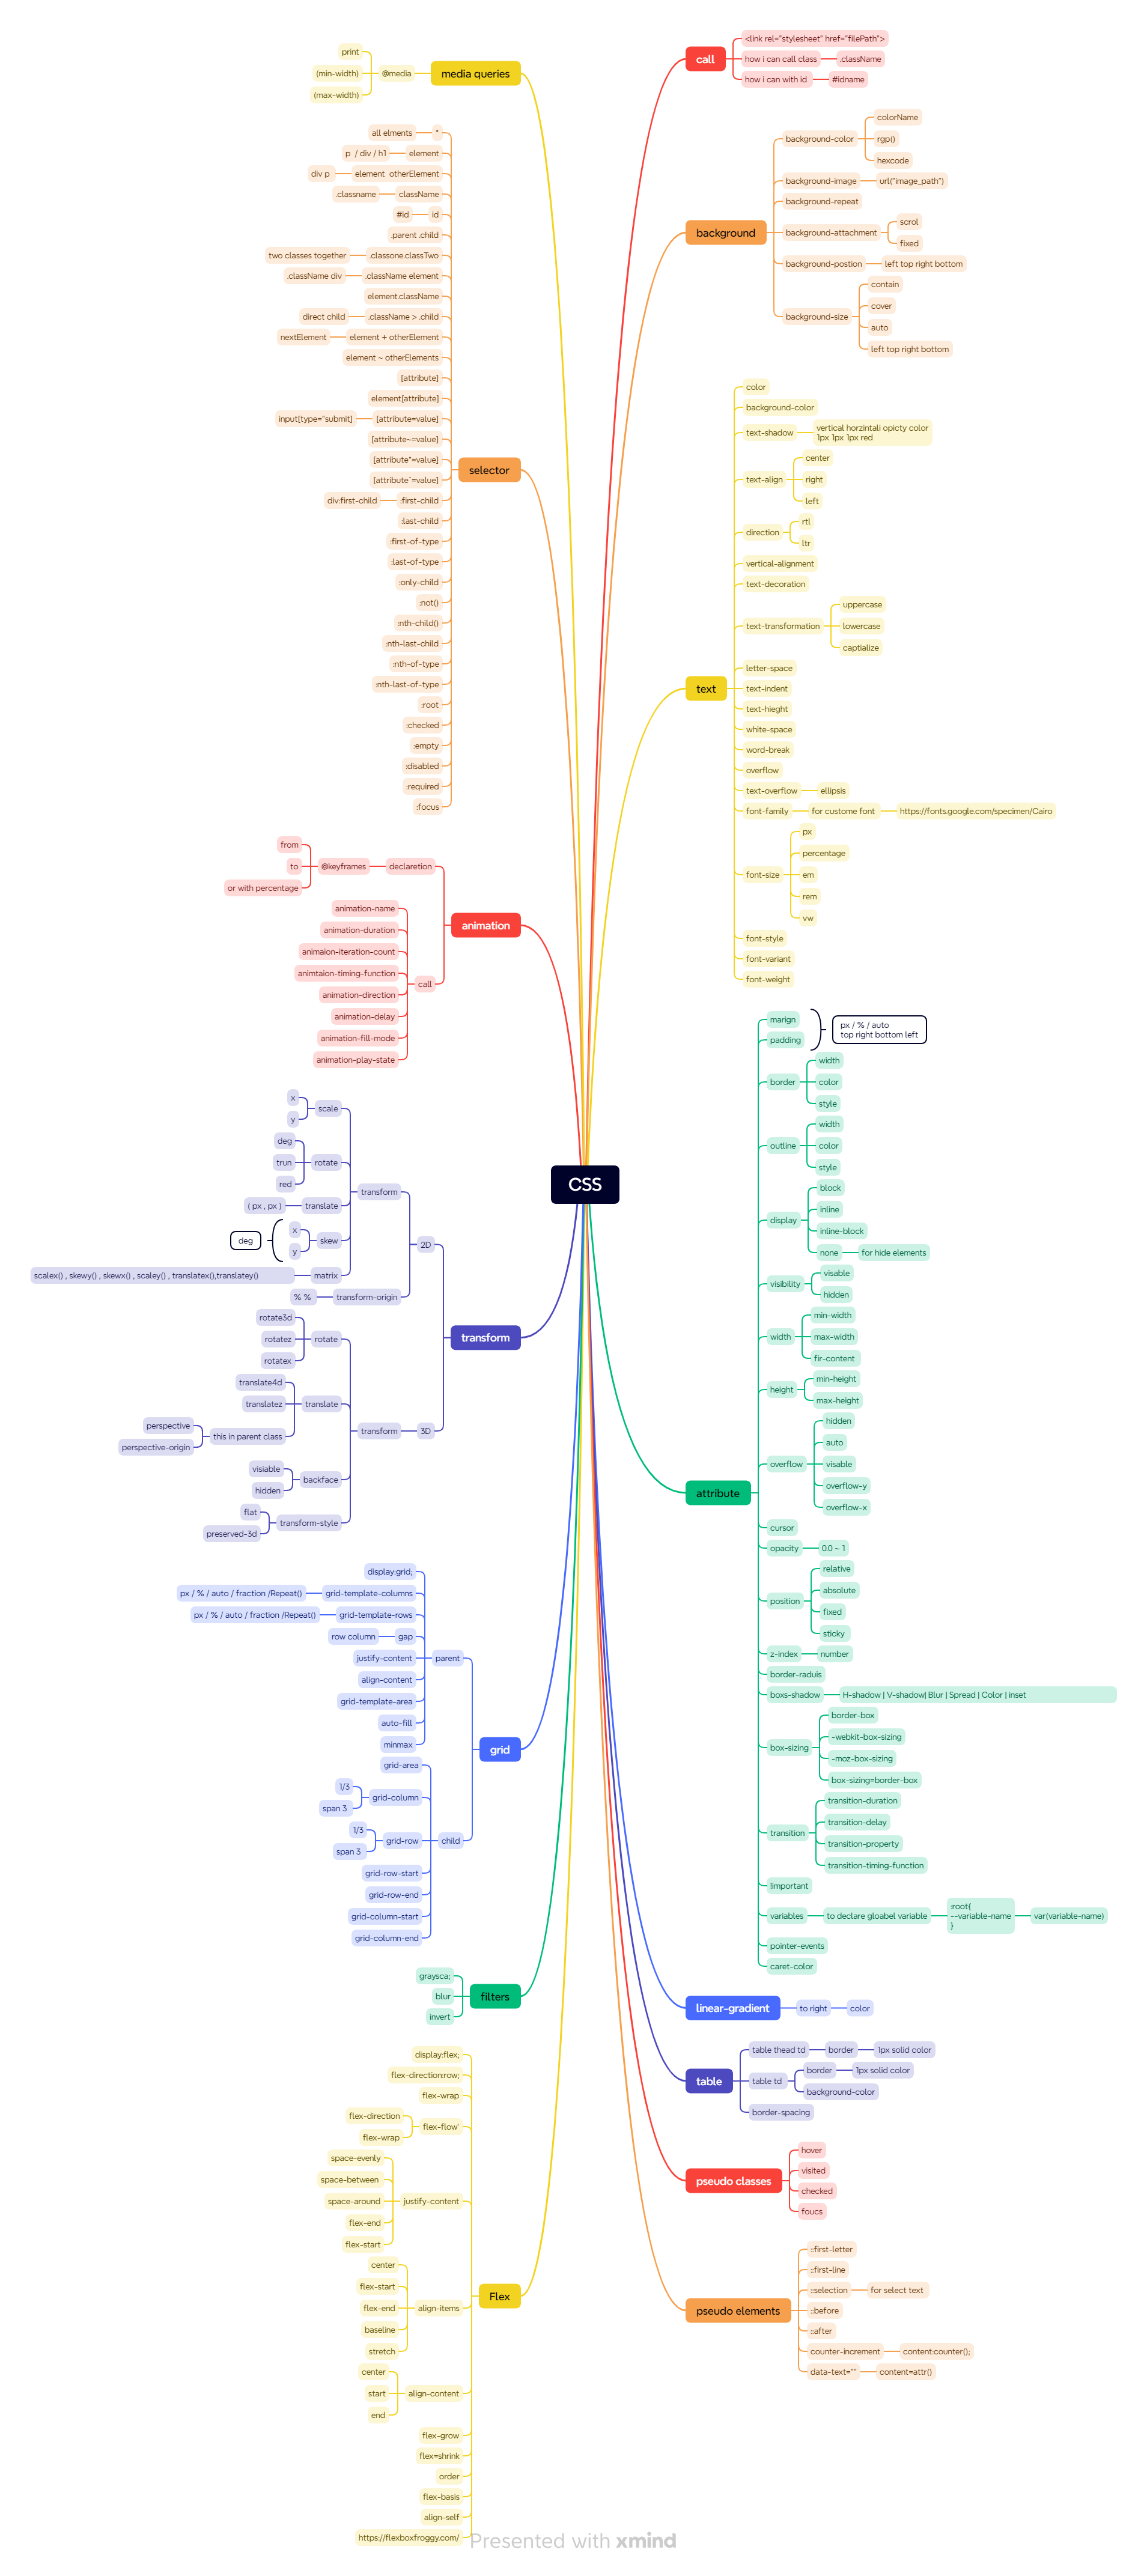 CSS
call
<link rel="stylesheet" href="filePath">
how i can call class
.className
how i can with id
#idname
background
background-color
colorName
rgp()
hexcode
background-image
url("image_path")
background-repeat
background-attachment
scrol
fixed
background-postion
left top right bottom
background-size
contain
cover
auto
left top right bottom
text
color
background-color
text-shadow
vertical horzintali opicty color
1px 1px 1px red
text-align
center
right
left
direction
rtl
ltr
vertical-alignment
text-decoration
text-transformation
uppercase
lowercase
captialize
letter-space
text-indent
text-hieght
white-space
word-break
overflow
text-overflow
ellipsis
font-family
for custome font
https://fonts.google.com/specimen/Cairo
font-size
px
percentage
em
rem
vw
font-style
font-variant
font-weight
attribute
marign
padding
px / % / auto
top right bottom left
border
width
color
style
outline
width
color
style
display
block
inline
inline-block
none
for hide elements
visibility
visable
hidden
width
min-width
max-width
fir-content
height
min-height
max-height
overflow
hidden
auto
visable
overflow-y
overflow-x
cursor
opacity
0.0 ~ 1
position
relative
absolute
fixed
sticky
z-index
number
border-raduis
boxs-shadow
H-shadow | V-shadow| Blur | Spread | Color | inset
box-sizing
border-box
-webkit-box-sizing
-moz-box-sizing
box-sizing=border-box
transition
transition-duration
transition-delay
transition-property
transition-timing-function
!important
variables
to declare gloabel variable
:root{
--variable-name
}
var(variable-name)
pointer-events
caret-color
linear-gradient
to right
color
table
table thead td
border
1px solid color
table td
border
1px solid color
background-color
border-spacing
pseudo classes
hover
visited
checked
foucs
pseudo elements
::first-letter
::first-line
::selection
for select text
::before
::after
counter-increment
content:counter();
data-text=""
content=attr()
media queries
@media
print
(min-width)
(max-width)
selector
*
all elments
element
p / div / h1
element otherElement
div p
className
.classname
id
#id
.parent .child
.classone.classTwo
two classes together
.className element
.className div
element.className
.className > .child
direct child
element + otherElement
nextElement
element ~ otherElements
[attribute]
element[attribute]
[attribute=value]
input[type="submit]
[attribute~=value]
[attribute*=value]
[attribute^=value]
:first-child
div:first-child
:last-child
:first-of-type
:last-of-type
:only-child
:not()
:nth-child()
:nth-last-child
:nth-of-type
:nth-last-of-type
:root
:checked
:empty
:disabled
:required
:focus
animation
declaretion
@keyframes
from
to
or with percentage
call
animation-name
animation-duration
animaion-iteration-count
animtaion-timing-function
animation-direction
animation-delay
animation-fill-mode
animation-play-state
transform
2D
transform
scale
x
y
rotate
deg
trun
red
translate
( px , px )
skew
x
y
deg
matrix
scalex() , skewy() , skewx() , scaley() , translatex(),translatey()
transform-origin
% %
3D
transform
rotate
rotate3d
rotatez
rotatex
translate
translate4d
translatez
this in parent class
perspective
perspective-origin
backface
visiable
hidden
transform-style
flat
preserved-3d
grid
parent
display:grid;
grid-template-columns
px / % / auto / fraction /Repeat()
grid-template-rows
px / % / auto / fraction /Repeat()
gap
row column
justify-content
align-content
grid-template-area
auto-fill
minmax
child
grid-area
grid-column
1/3
span 3
grid-row
1/3
span 3
grid-row-start
grid-row-end
grid-column-start
grid-column-end
filters
graysca;
blur
invert
Flex
display:flex;
flex-direction:row;
flex-wrap
flex-flow'
flex-direction
flex-wrap
justify-content
space-evenly
space-between
space-around
flex-end
flex-start
align-items
center
flex-start
flex-end
baseline
stretch
align-content
center
start
end
flex-grow
flex=shrink
order
flex-basis
align-self
https://flexboxfroggy.com/
Presented with xmind